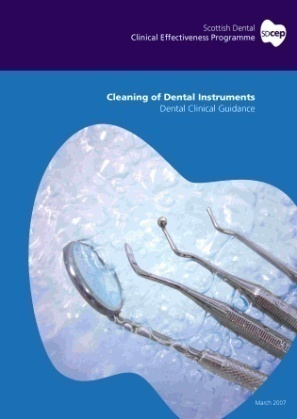 Scottish Dental
Clinical Effectiveness Programme
SDcep
Cleaning of Dental Instruments
Dental Clinical Guidance
March 2007